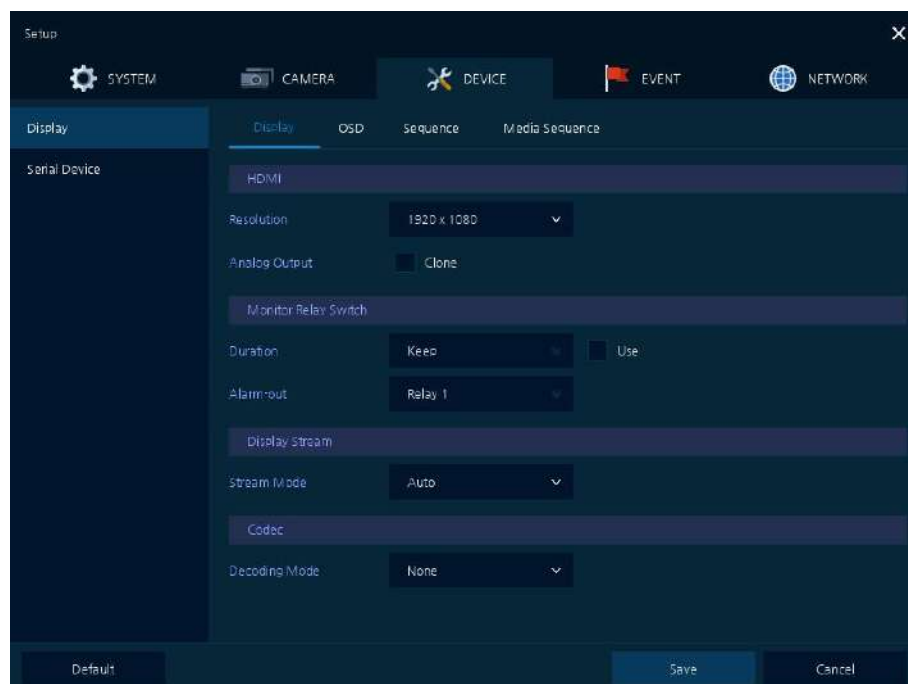 Setup
SYSTEM CAMERA DEVICE EVENT NETWORK
Display
Serial Device
Display OSD Sequence Media Sequence
HDMI
Resolution 1920 x 1080
Analog Output Clone
Monitor Relay Switch
Duration Keep Use
Alarm-out Relay 1
Display Stream
Stream Mode Auto
Codec
Decoding Mode None
Default Save Cancel